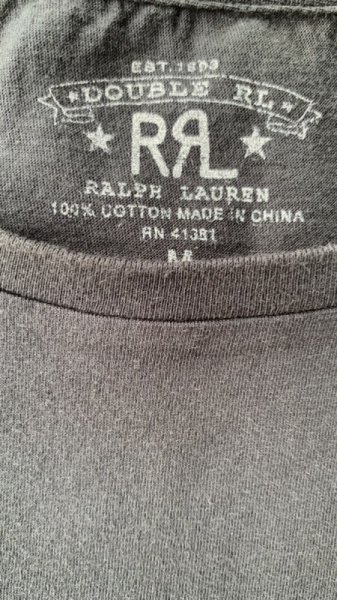 EST. 1993
DOUBLE RL
RRL
RALPH LAUREN
100% COTTON MADE IN CHINA
RN 41381